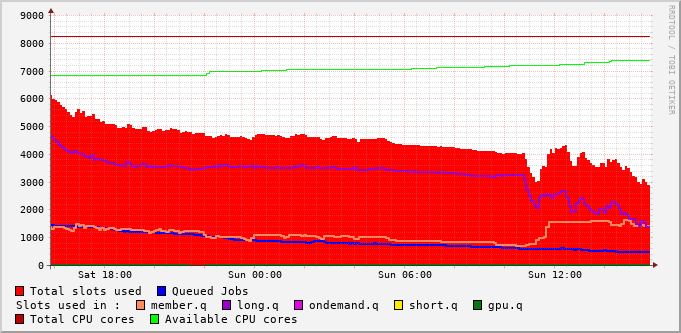 9000
8000
7000
6000
5000
4000
3000
2000
1000
0
Sat 18:00 Sun 00:00 Sun 06:00 Sun 12:00
RRDTOOL / TOBI OETIKER
Total slots used Queued Jobs
Slots used in : member.q long.q ondemand.q short.q gpu.q
Total CPU cores Available CPU cores